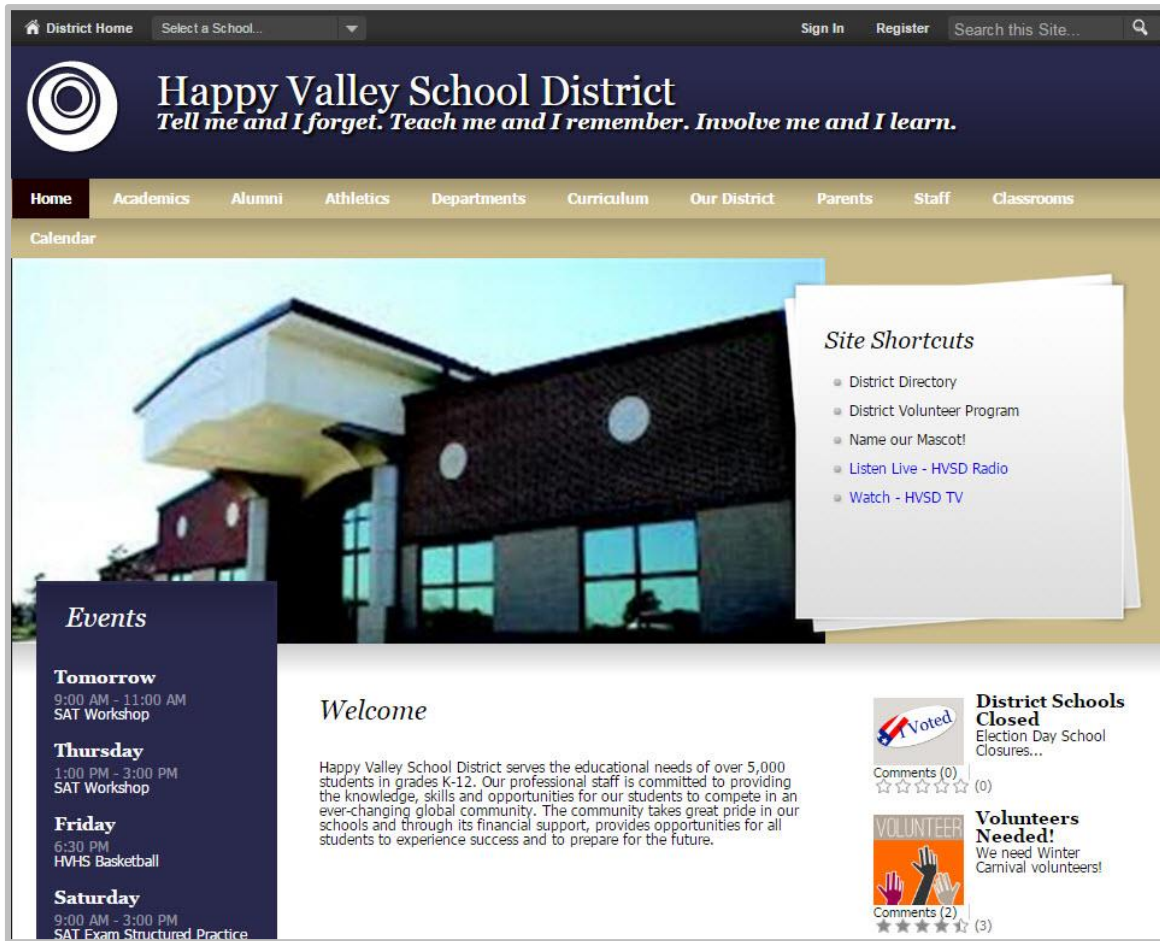 District Home Select a School... Sign In Register Search this Site...
Happy Valley School District
Tell me and I forget. Teach me and I remember. Involve me and I learn.
Home Academics Alumni Athletics Departments Curriculum Our District Parents Staff Classrooms
Calendar
Site Shortcuts
District Directory
District Volunteer Program
Name our Mascot!
Listen Live - HVSD Radio
Watch - HVSD TV
Events
Tomorrow
9:00 AM - 11:00 AM
SAT Workshop
Thursday
1:00 PM - 3:00 PM
SAT Workshop
Friday
6:30 PM
HVHS Basketball
Saturday
9:00 AM - 3:00 PM
SAT Exam Structured Practice
Welcome
Happy Valley School District serves the educational needs of over 5,000
students in grades K-12. Our professional staff is committed to providing
the knowledge, skills and opportunities for our students to compete in an
ever-changing global community. The community takes great pride in our
schools and through its financial support, provides opportunities for all
students to experience success and to prepare for the future.
I Voted
District Schools
Closed
Election Day School
Closures...
Comments (0)
(0)
VOLUNTEER
Volunteers
Needed!
We need Winter
Carnival volunteers!
Comments (2)
(3)